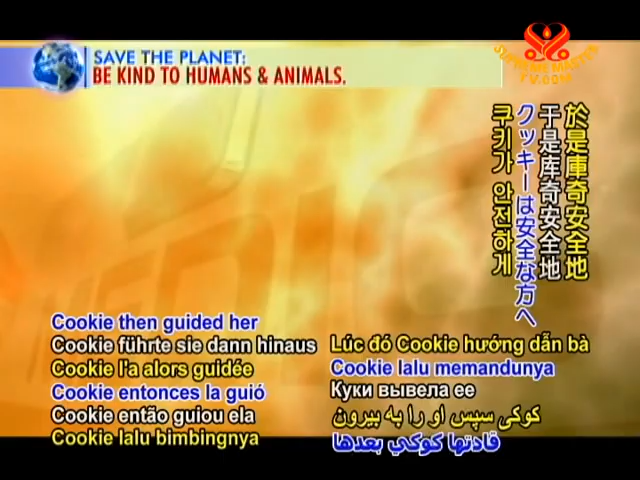 SAVE THE PLANET:
BE KIND TO HUMANS & ANIMALS.
SUPREME MASTER
TV.COM
於是庫奇安全地
于是库奇安全地
クッキーは安全な方へ
쿠키가 안전하게
Cookie then guided her
Cookie führte sie dann hinaus
Cookie l'a alors guidée
Cookie entonces la guió
Cookie então guiou ela
Cookie lalu bimbingnya
Lúc đó Cookie hướng dẫn bà
Cookie lalu memandunya
Куки вывела ее
کوکی سپس او را به بیرون
قادتها كوكي بعدها